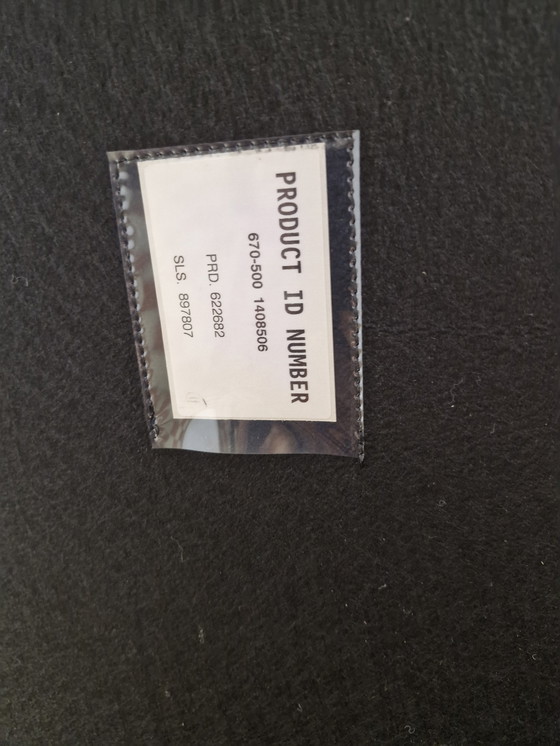 PRODUCT ID NUMBER
670-500 1408506
PRD. 622682
SLS. 897807